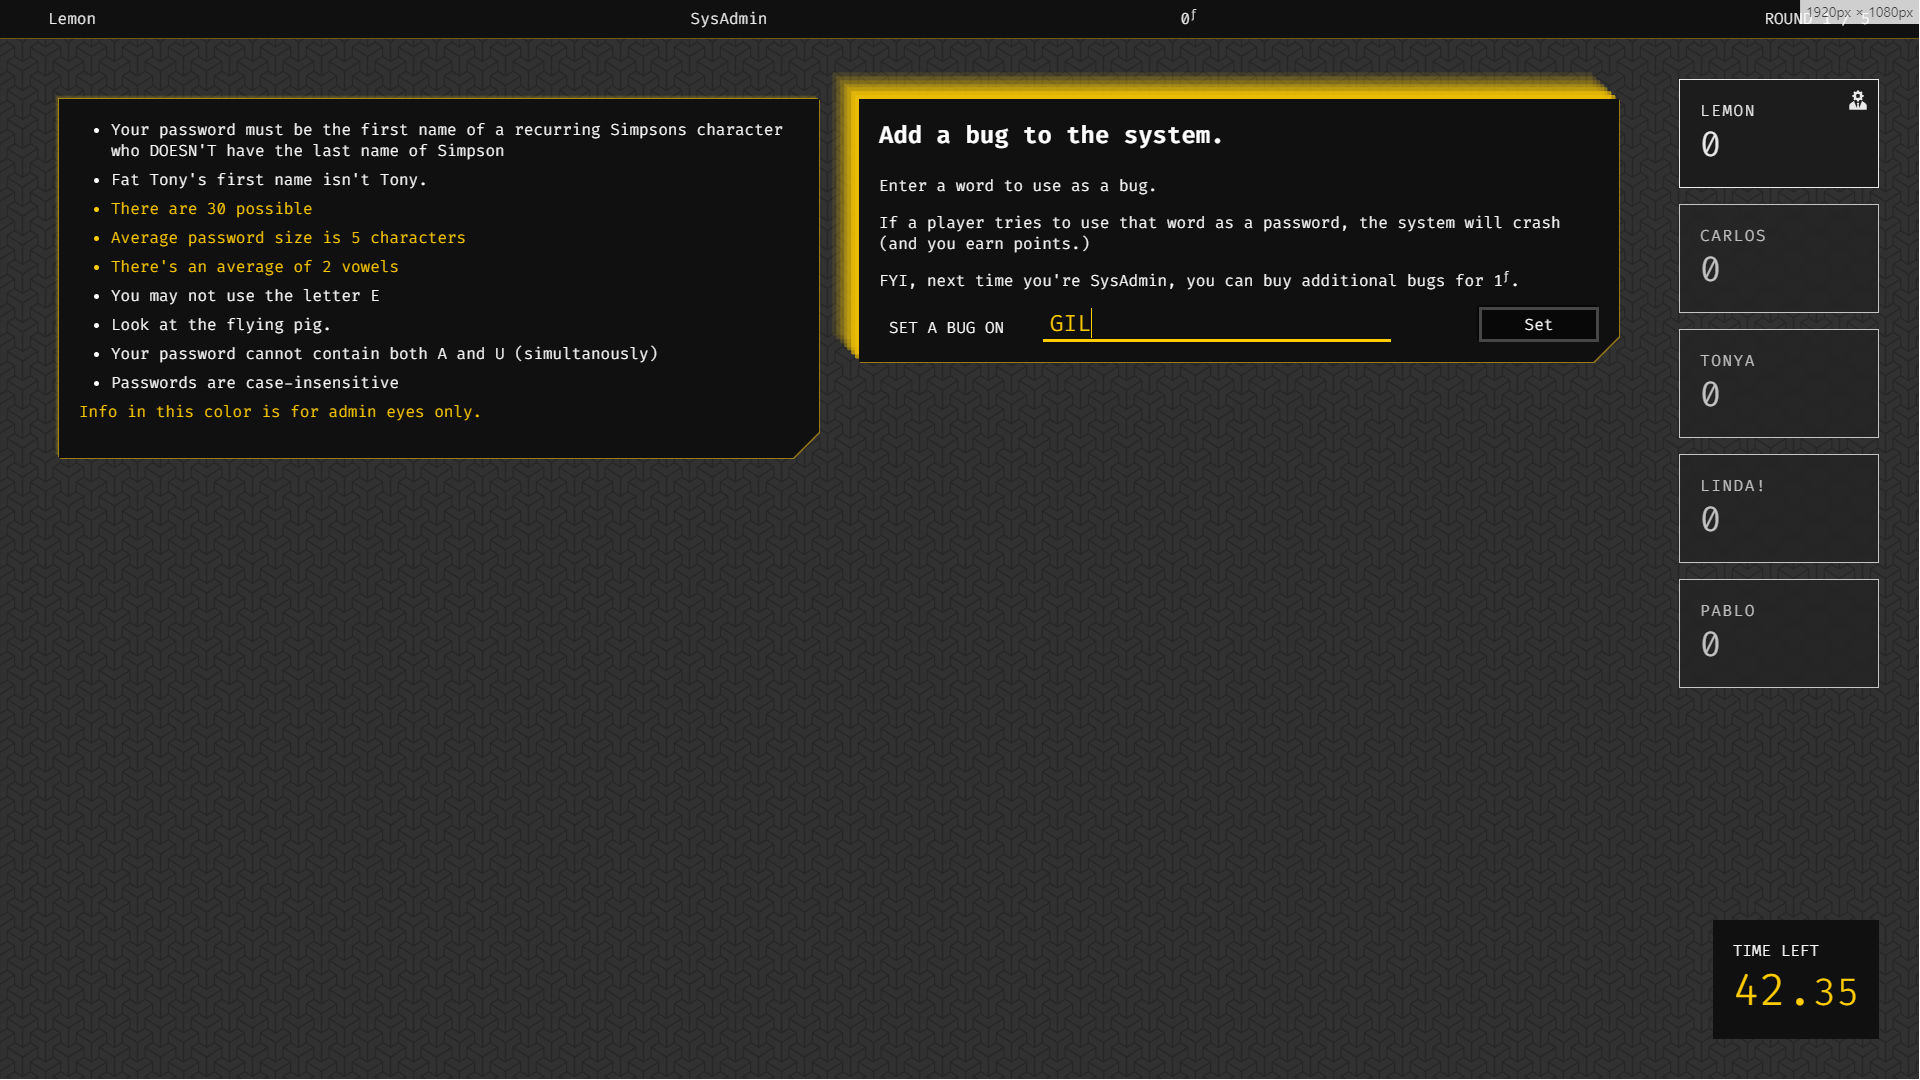 Lemon
SysAdmin
0ƒ
1920px × 1080px
Your password must be the first name of a recurring Simpsons character
who DOESN'T have the last name of Simpson
Fat Tony's first name isn't Tony.
There are 30 possible
Average password size is 5 characters
There's an average of 2 vowels
You may not use the letter E
Look at the flying pig.
Your password cannot contain both A and U (simultanously)
Passwords are case-insensitive
Info in this color is for admin eyes only.
Add a bug to the system.
Enter a word to use as a bug.
If a player tries to use that word as a password, the system will crash
(and you earn points.)
FYI, next time you're SysAdmin, you can buy additional bugs for 1ƒ.
SET A BUG ON GIL Set
LEMON
0
CARLOS
0
TONYA
0
LINDA!
0
PABLO
0
TIME LEFT
42.35